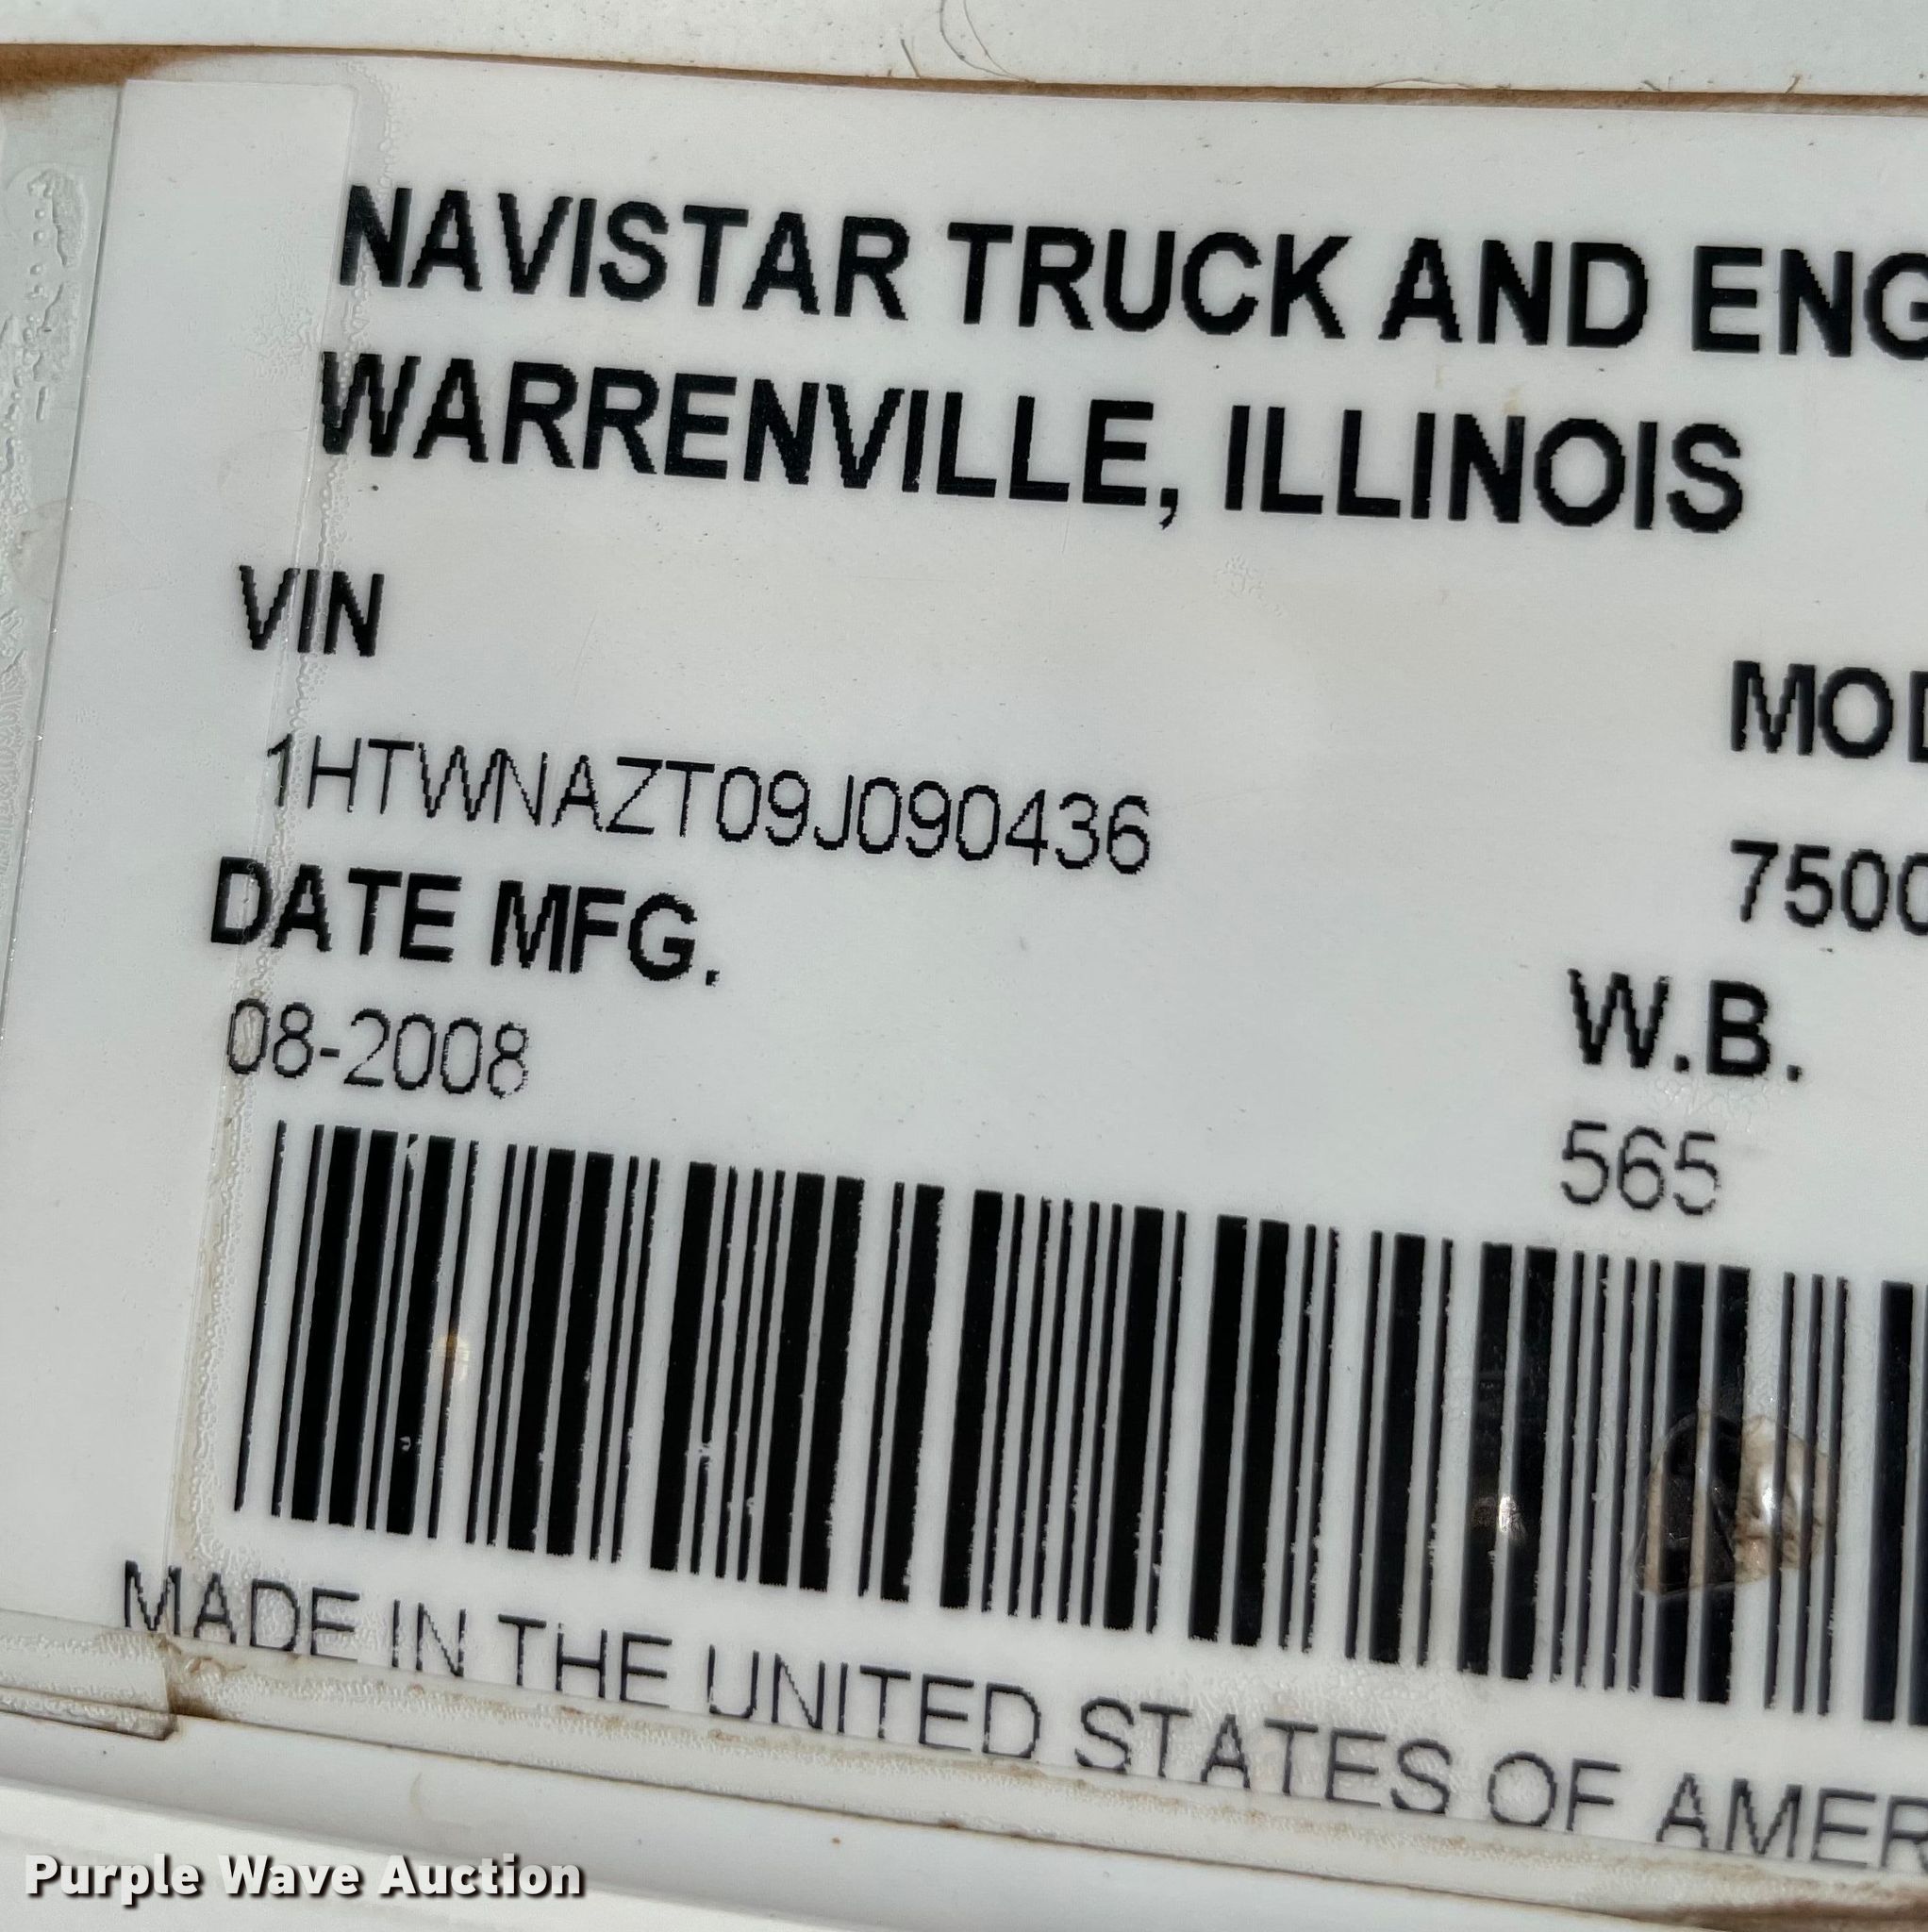 NAVISTAR TRUCK AND ENG
WARRENVILLE, ILLINOIS
VIN
MOD
1HTWNAZT09J090436
7500
DATE MFG.
W.B.
08-2008
565
MADE IN THE UNITED STATES OF AMER
Purple Wave Auction